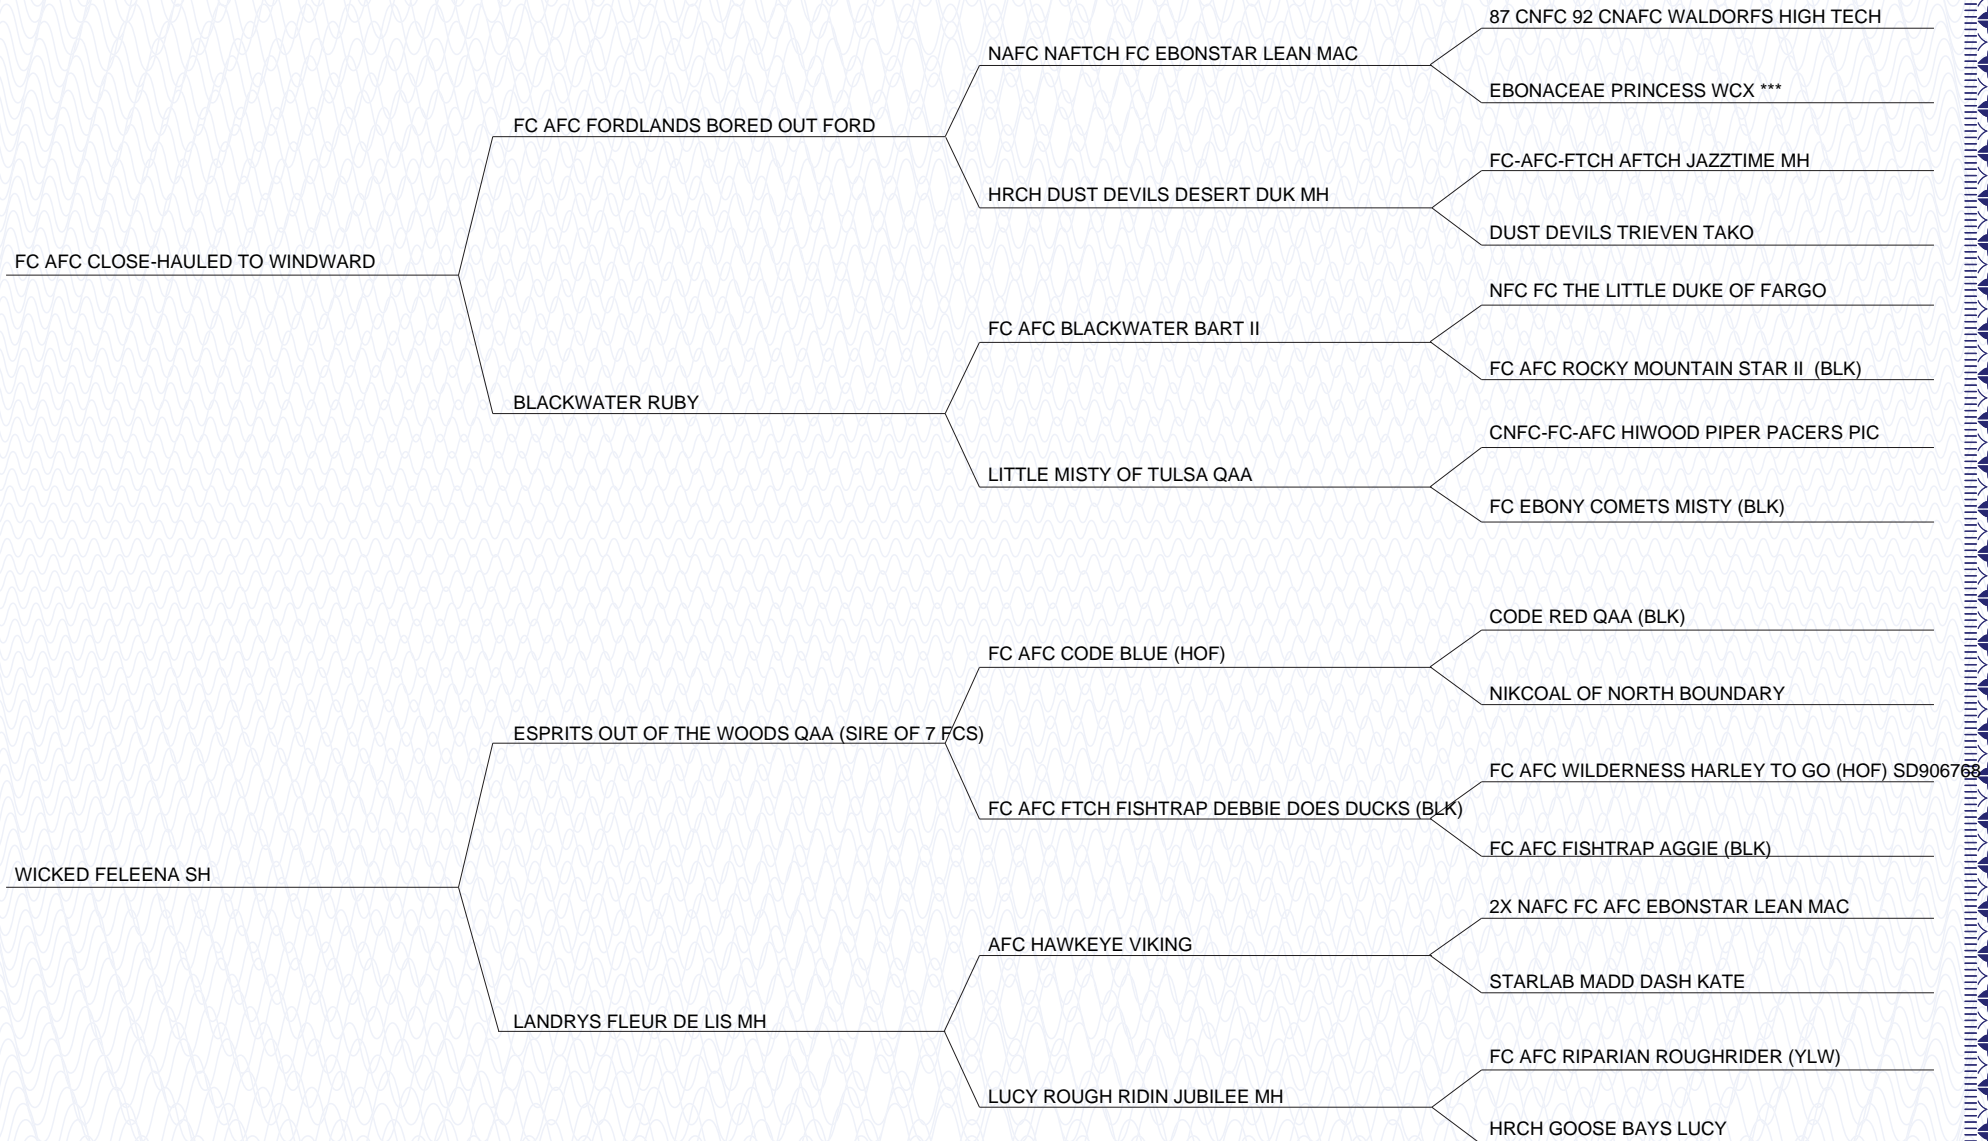 87 CNFC 92 CNAFC WALDORFS HIGH TECH
NAFC NAFTCH FC EBONSTAR LEAN MAC
EBONACEAE PRINCESS WCX ***
FC AFC FORDLANDS BORED OUT FORD
FC-AFC-FTCH AFTCH JAZZTIME MH
HRCH DUST DEVILS DESERT DUK MH
DUST DEVILS TRIEVEN TAKO
FC AFC CLOSE-HAULED TO WINDWARD
NFC FC THE LITTLE DUKE OF FARGO
FC AFC BLACKWATER BART II
FC AFC ROCKY MOUNTAIN STAR II (BLK)
BLACKWATER RUBY
CNFC-FC-AFC HIWOOD PIPER PACERS PIC
LITTLE MISTY OF TULSA QAA
FC EBONY COMETS MISTY (BLK)
CODE RED QAA (BLK)
FC AFC CODE BLUE (HOF)
NIKCOAL OF NORTH BOUNDARY
ESPRITS OUT OF THE WOODS QAA (SIRE OF 7 FCS)
FC AFC WILDERNESS HARLEY TO GO (HOF) SD906768
FC AFC FTCH FISHTRAP DEBBIE DOES DUCKS (BLK)
FC AFC FISHTRAP AGGIE (BLK)
WICKED FELEENA SH
2X NAFC FC AFC EBONSTAR LEAN MAC
AFC HAWKEYE VIKING
STARLAB MADD DASH KATE
LANDRYS FLEUR DE LIS MH
FC AFC RIPARIAN ROUGHRIDER (YLW)
LUCY ROUGH RIDIN JUBILEE MH
HRCH GOOSE BAYS LUCY